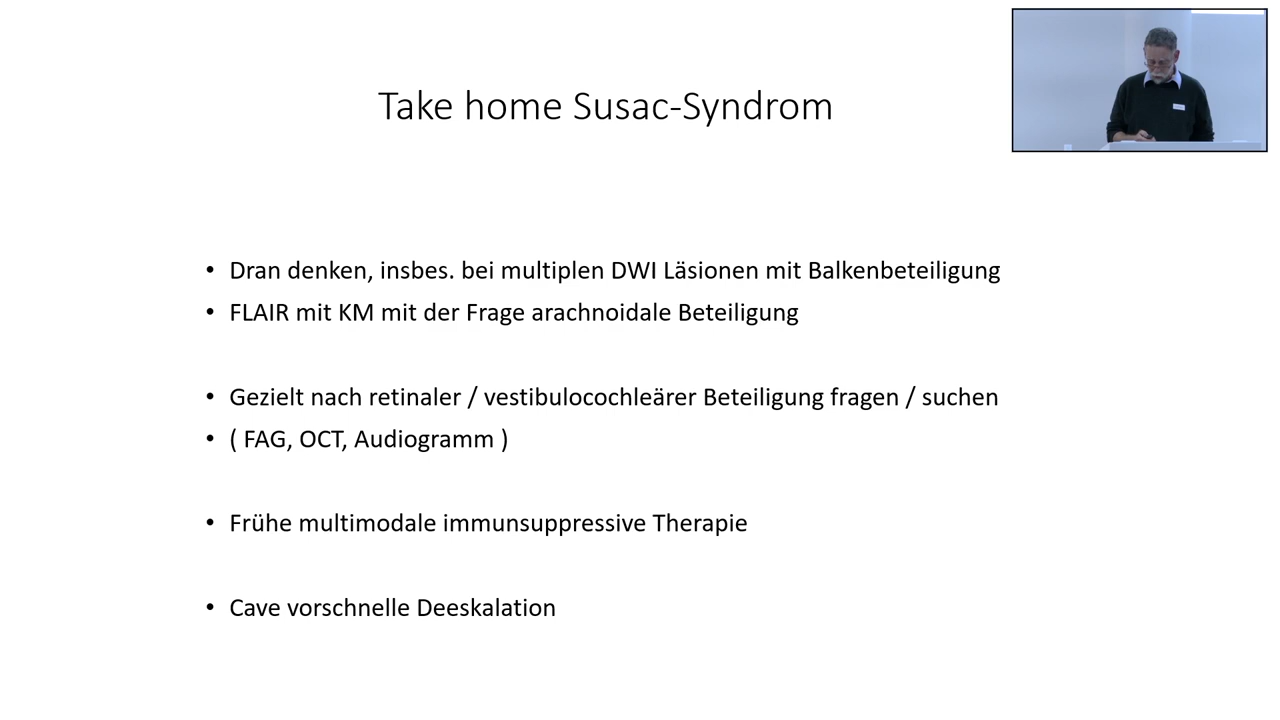 Take home Susac-Syndrom
• Dran denken, insbes. bei multiplen DWI Läsionen mit Balkenbeteiligung
• FLAIR mit KM mit der Frage arachnoidale Beteiligung
• Gezielt nach retinaler / vestibulocochleärer Beteiligung fragen / suchen
• ( FAG, OCT, Audiogramm )
• Frühe multimodale immunsuppressive Therapie
• Cave vorschnelle Deeskalation